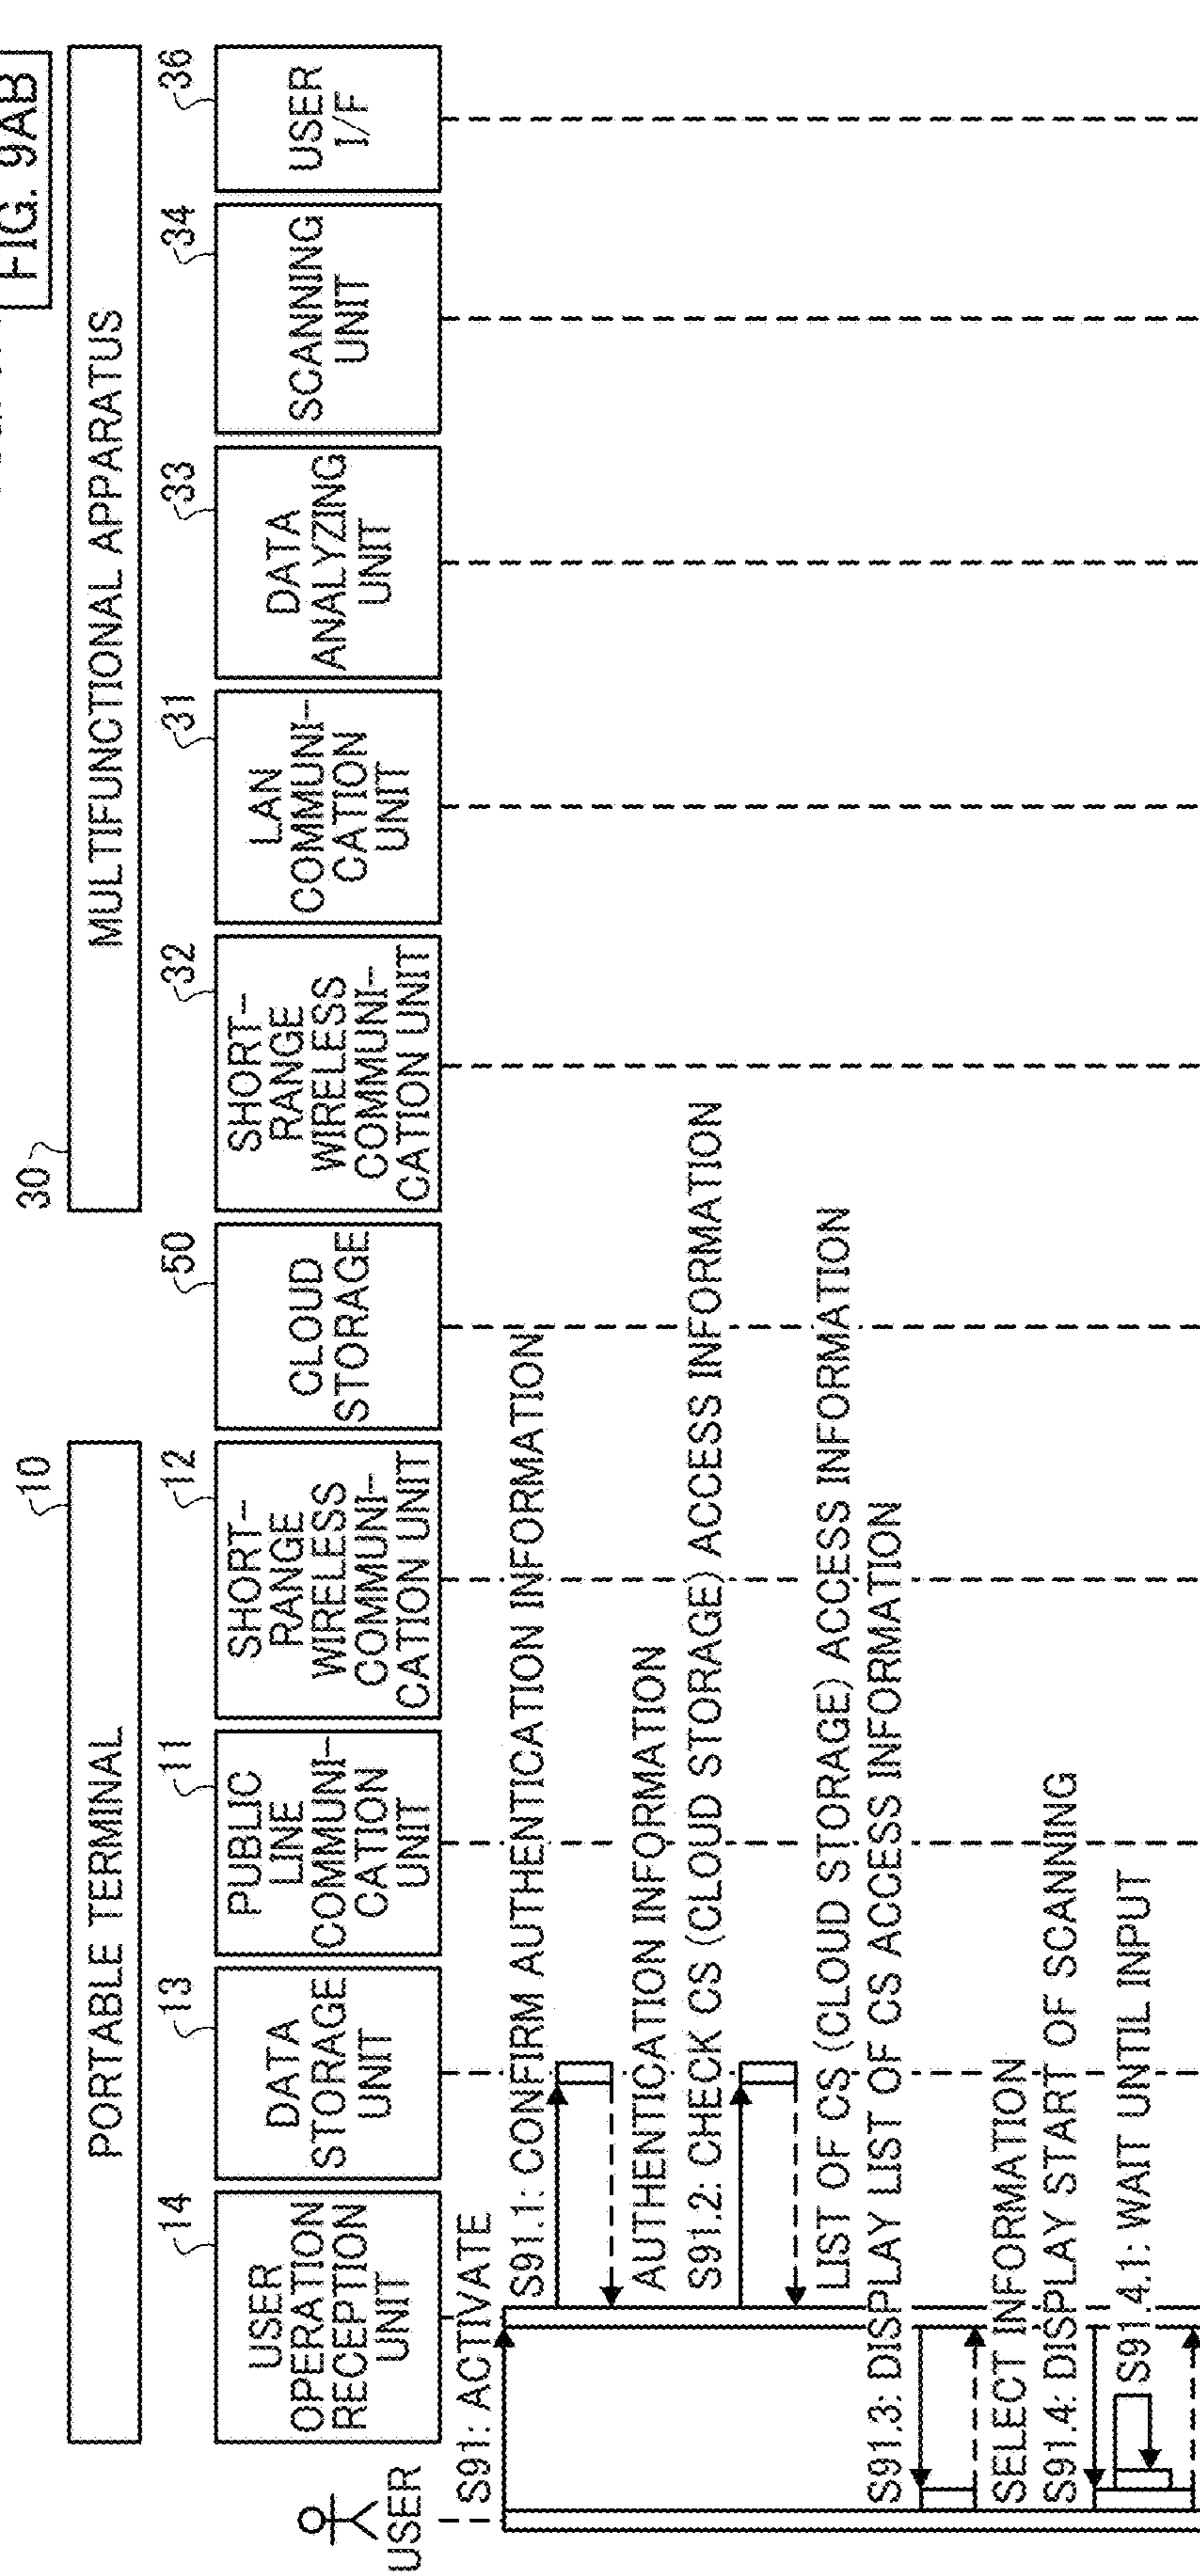 FIG. 9AB
10
30
PORTABLE TERMINAL
MULTIFUNCTIONAL APPARATUS
14
13
11
12
50
32
31
33
34
36
USER
USER
OPERATION
RECEPTION
UNIT
DATA
STORAGE
UNIT
PUBLIC
LINE
COMMUNI-
CATION
UNIT
SHORT-
RANGE
WIRELESS
COMMUNI-
CATION UNIT
CLOUD
STORAGE
SHORT-
RANGE
WIRELESS
COMMUNI-
CATION UNIT
LAN
COMMUNI-
CATION
UNIT
DATA
ANALYZING
UNIT
SCANNING
UNIT
USER
I/F
S91: ACTIVATE
S91.1: CONFIRM AUTHENTICATION INFORMATION
AUTHENTICATION INFORMATION
S91.2: CHECK CS (CLOUD STORAGE) ACCESS INFORMATION
LIST OF CS (CLOUD STORAGE) ACCESS INFORMATION
S91.3: DISPLAY LIST OF CS ACCESS INFORMATION
SELECT INFORMATION
S91.4: DISPLAY START OF SCANNING
S91.4.1: WAIT UNTIL INPUT